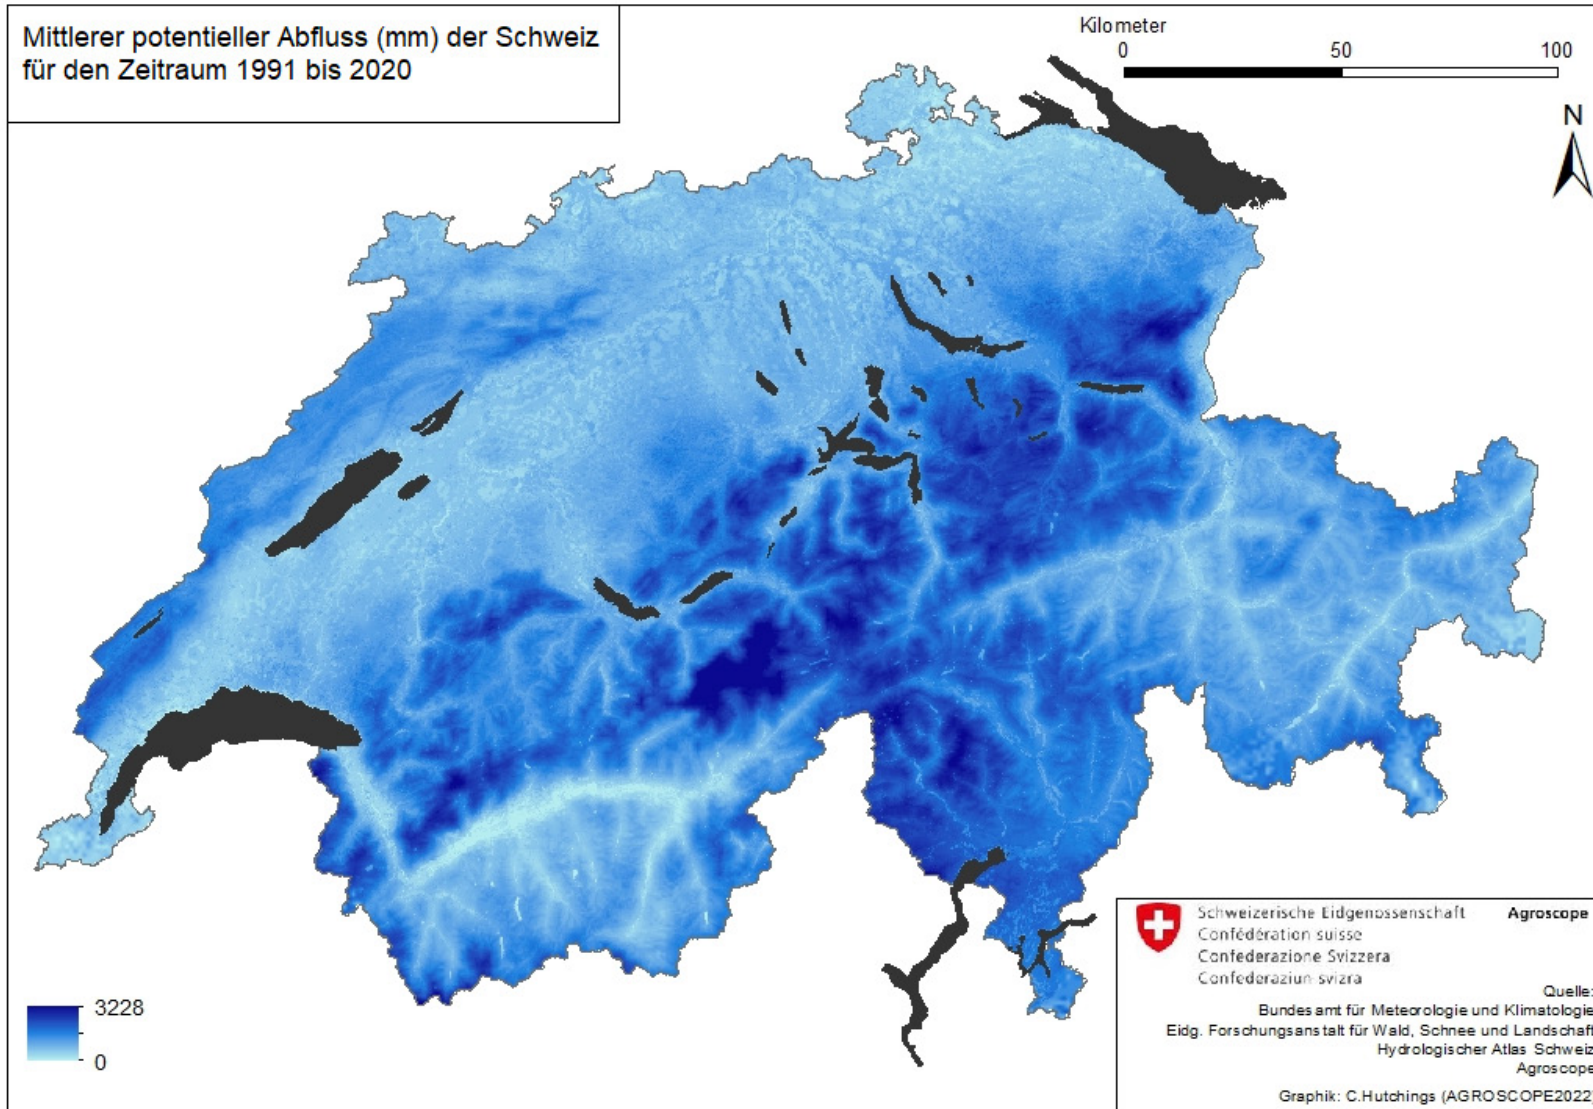 Mittlerer potentieller Abfluss (mm) der Schweiz
für den Zeitraum 1991 bis 2020
Kilometer
0 50 100
N
3228
0
Schweizerische Eidgenossenschaft Agroscope
Confédération suisse
Confederazione Svizzera
Confederaziun svizra
Quelle:
Bundesamt für Meteorologie und Klimatologie
Eidg. Forschungsanstalt für Wald, Schnee und Landschaft
Hydrologischer Atlas Schweiz
Agroscope
Graphik: C.Hutchings (AGROSCOPE2022)